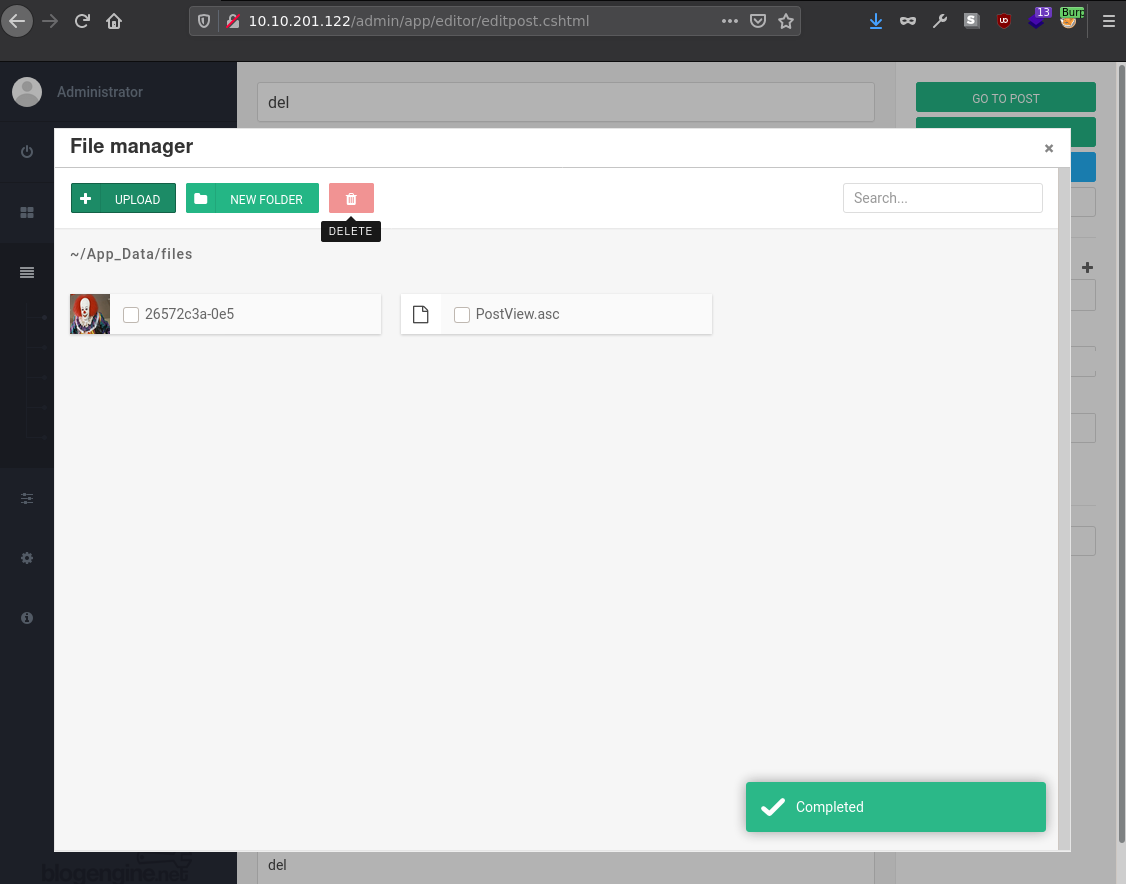 10.10.201.122/admin/app/editor/editpost.cshtml
S
UD
13
Burp
Administrator
del
GO TO POST
File manager
×
UPLOAD
NEW FOLDER
Search...
DELETE
~/App_Data/files
26572c3a-0e5
PostView.asc
Completed
blogengine.net
del